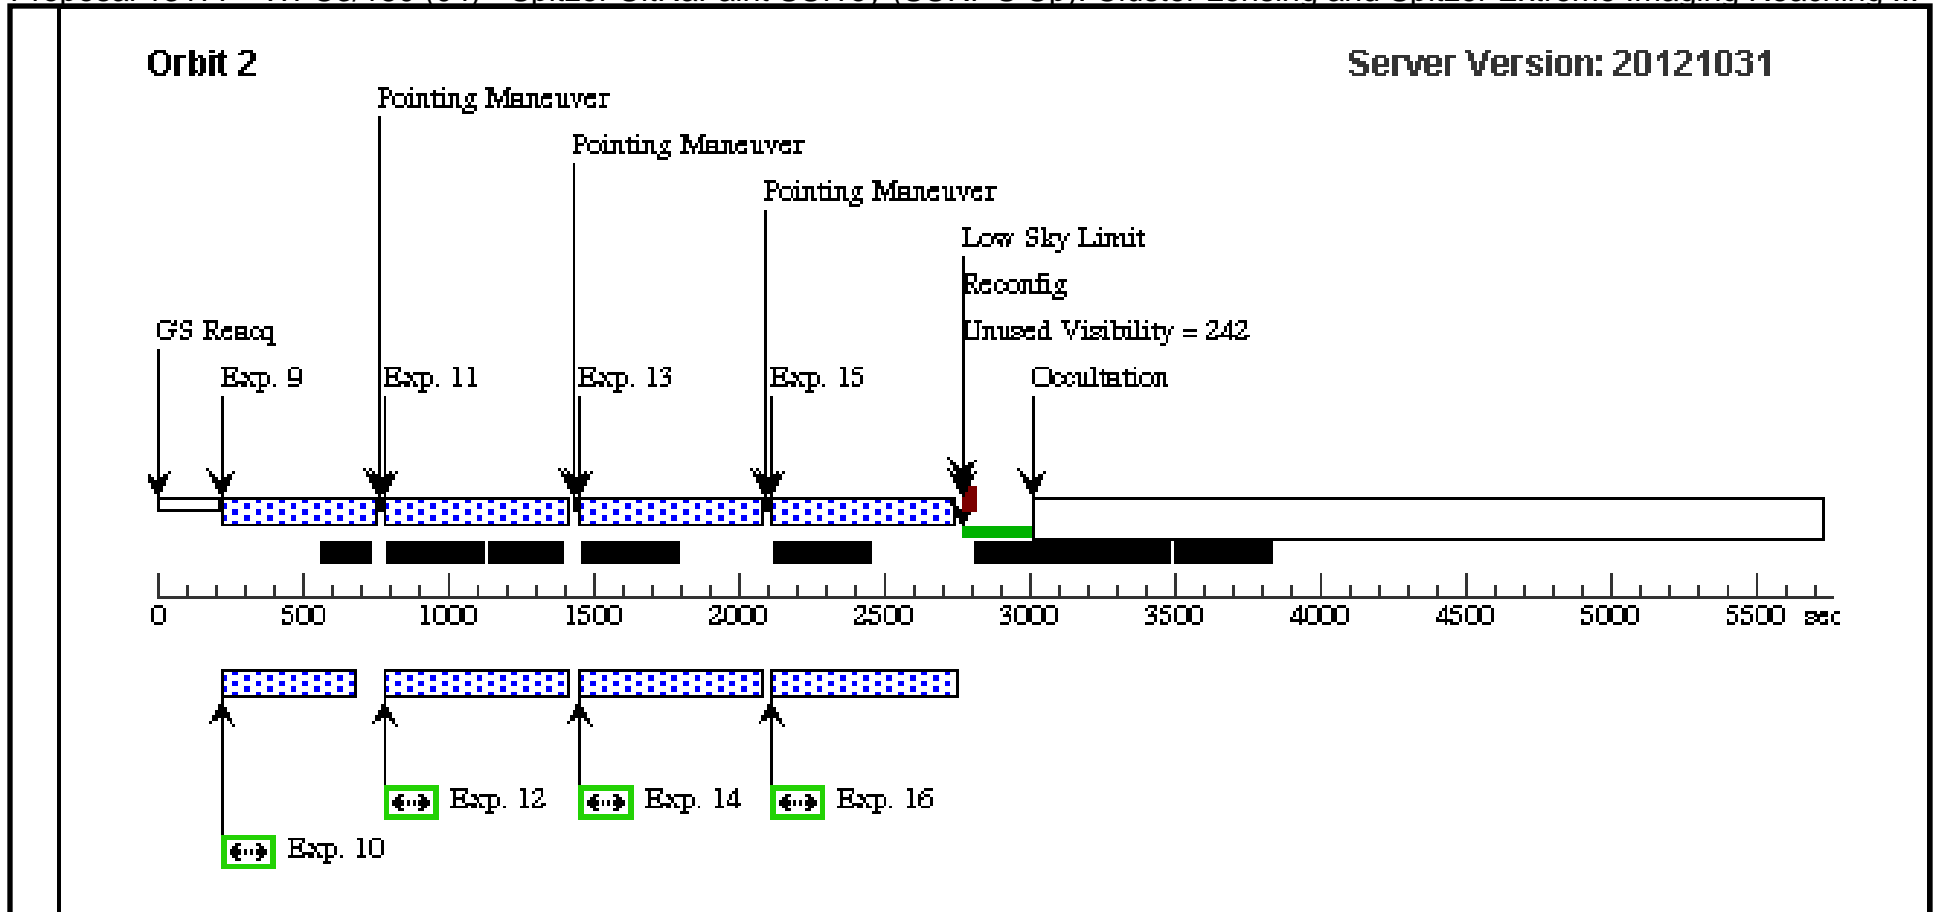 Orbit 2
Server Version: 20121031
Pointing Maneuver
Pointing Maneuver
Pointing Maneuver
Low Sky Limit
Reconfig
GS Reacq
Unused Visibility = 242
Exp. 9
Exp. 11
Exp. 13
Exp. 15
Occultation
0 500 1000 1500 2000 2500 3000 3500 4000 4500 5000 5500 sec
Exp. 12
Exp. 14
Exp. 16
Exp. 10